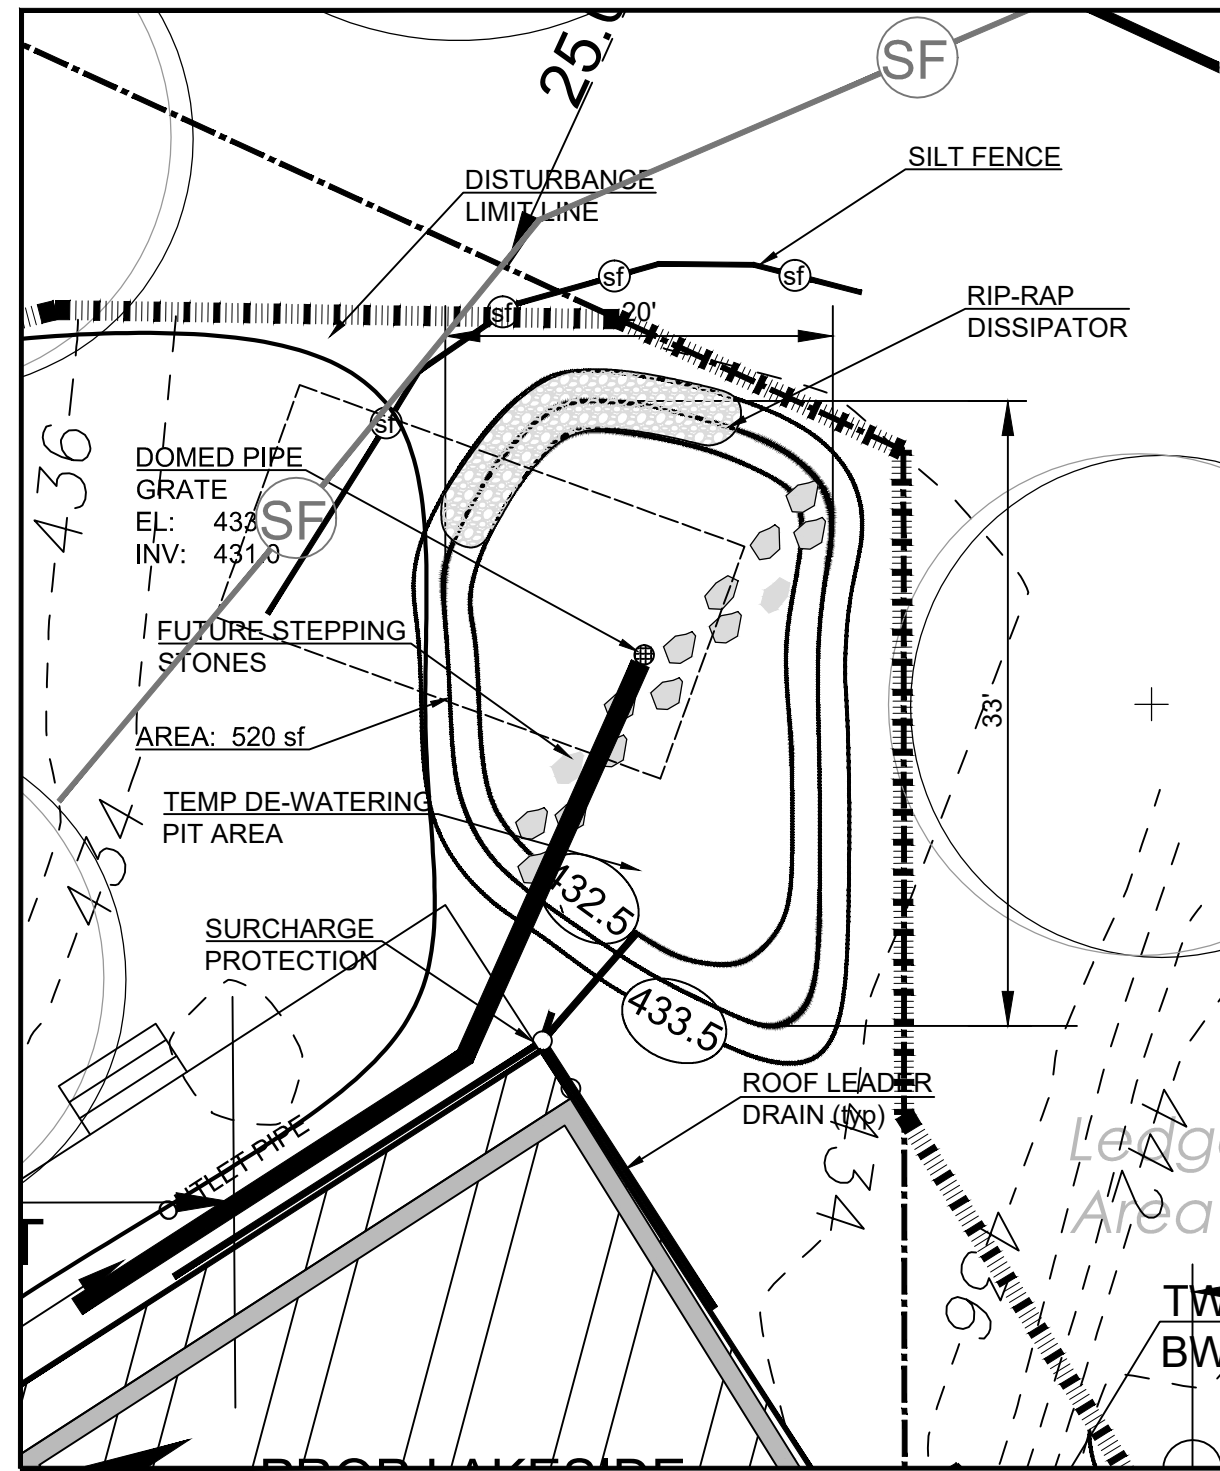 SF
SILT FENCE
DISTURBANCE
LIMIT LINE
sf
sf
sf
20'
RIP-RAP
DISSIPATOR
sf
436
DOMED PIPE
GRATE
EL:
INV: 431.0
SF
FUTURE STEPPING
STONES
33'
AREA: 520 sf
TEMP DE-WATERING
PIT AREA
434
432.5
SURCHARGE
PROTECTION
433.5
ROOF LEADER
DRAIN (typ)
OUTLET PIPE
434
Area